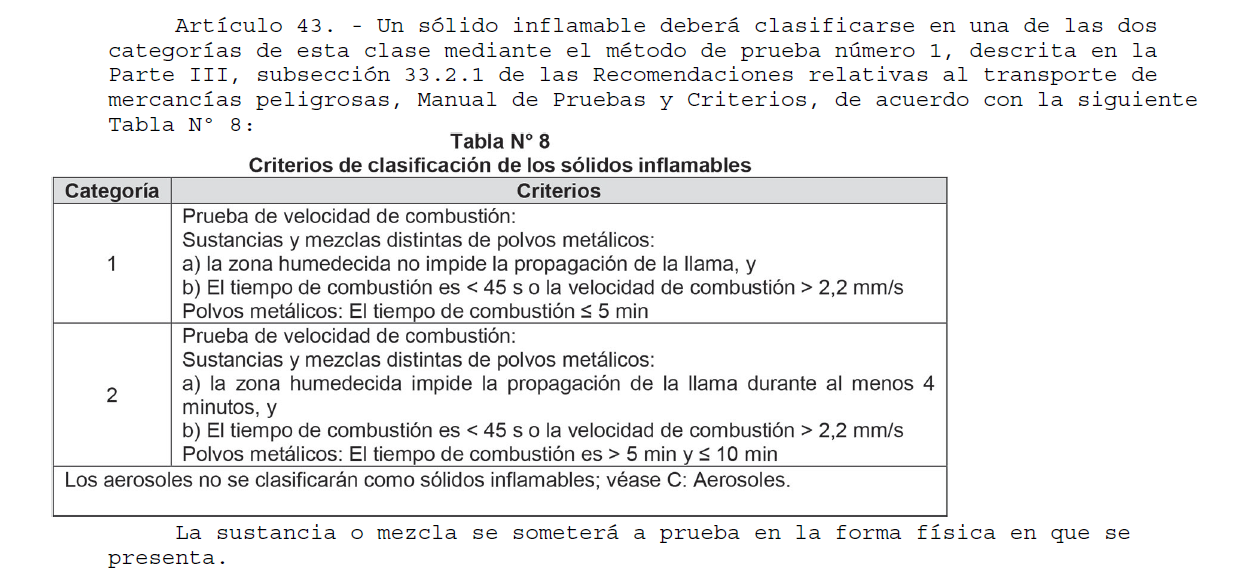 Artículo 43. - Un sólido inflamable deberá clasificarse en una de las dos
categorías de esta clase mediante el método de prueba número 1, descrita en la
Parte III, subsección 33.2.1 de las Recomendaciones relativas al transporte de
mercancías peligrosas, Manual de Pruebas y Criterios, de acuerdo con la siguiente
Tabla N° 8:
Tabla N° 8
Criterios de clasificación de los sólidos inflamables
Categoría Criterios
Prueba de velocidad de combustión:
Sustancias y mezclas distintas de polvos metálicos:
1 a) la zona humedecida no impide la propagación de la llama, y
b) El tiempo de combustión es < 45 s o la velocidad de combustión > 2,2 mm/s
Polvos metálicos: El tiempo de combustión ≤ 5 min
Prueba de velocidad de combustión:
Sustancias y mezclas distintas de polvos metálicos:
a) la zona humedecida impide la propagación de la llama durante al menos 4
2 minutos, y
b) El tiempo de combustión es < 45 s o la velocidad de combustión > 2,2 mm/s
Polvos metálicos: El tiempo de combustión es > 5 min y ≤ 10 min
Los aerosoles no se clasificarán como sólidos inflamables; véase C: Aerosoles.
La sustancia o mezcla se someterá a prueba en la forma física en que se
presenta.